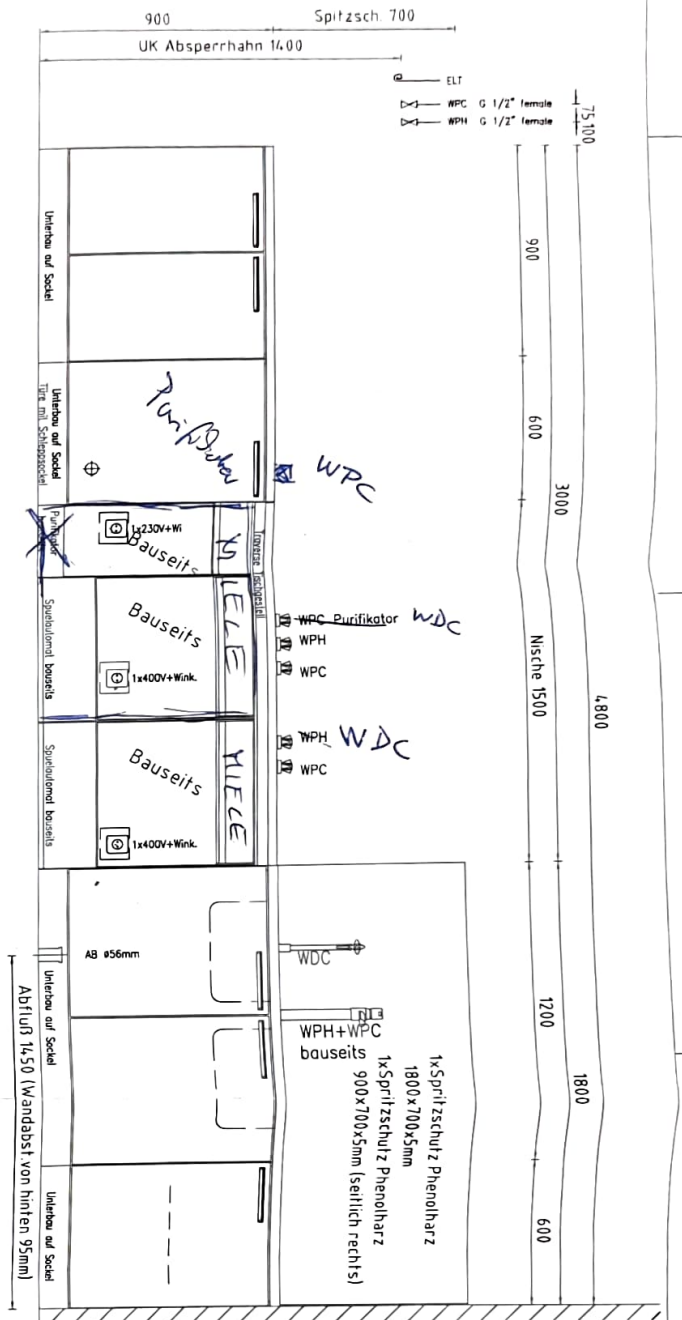 900
Spitzsch. 700
UK Absperrhahn 1400
ELT
WPC G 1/2" female
WPH G 1/2" female
75
100
900
600
3000
Nische 1500
4800
1200
1800
600
Unterbau auf Sockel
Unterbau auf Sockel
Türe mit Schleppsockel
Purifikator
WPC
Purifikator
1x230V+Wi
Bauseits
Traverse Tischgestell
Spuelautomat bauseits
Bauseits
1x400V+Wink.
WPC Purifikator WDC
WPH
WPC
Spuelautomat bauseits
Bauseits
1x400V+Wink.
MIELE
WPH WDC
WPC
AB ø56mm
WDC
WPH+WPC
bauseits
Unterbau auf Sockel
Unterbau auf Sockel
1xSpritzschutz Phenolharz
1800x700x5mm
1xSpritzschutz Phenolharz
900x700x5mm (seitlich rechts)
Abfluß 1450 (Wandabst.von hinten 95mm)